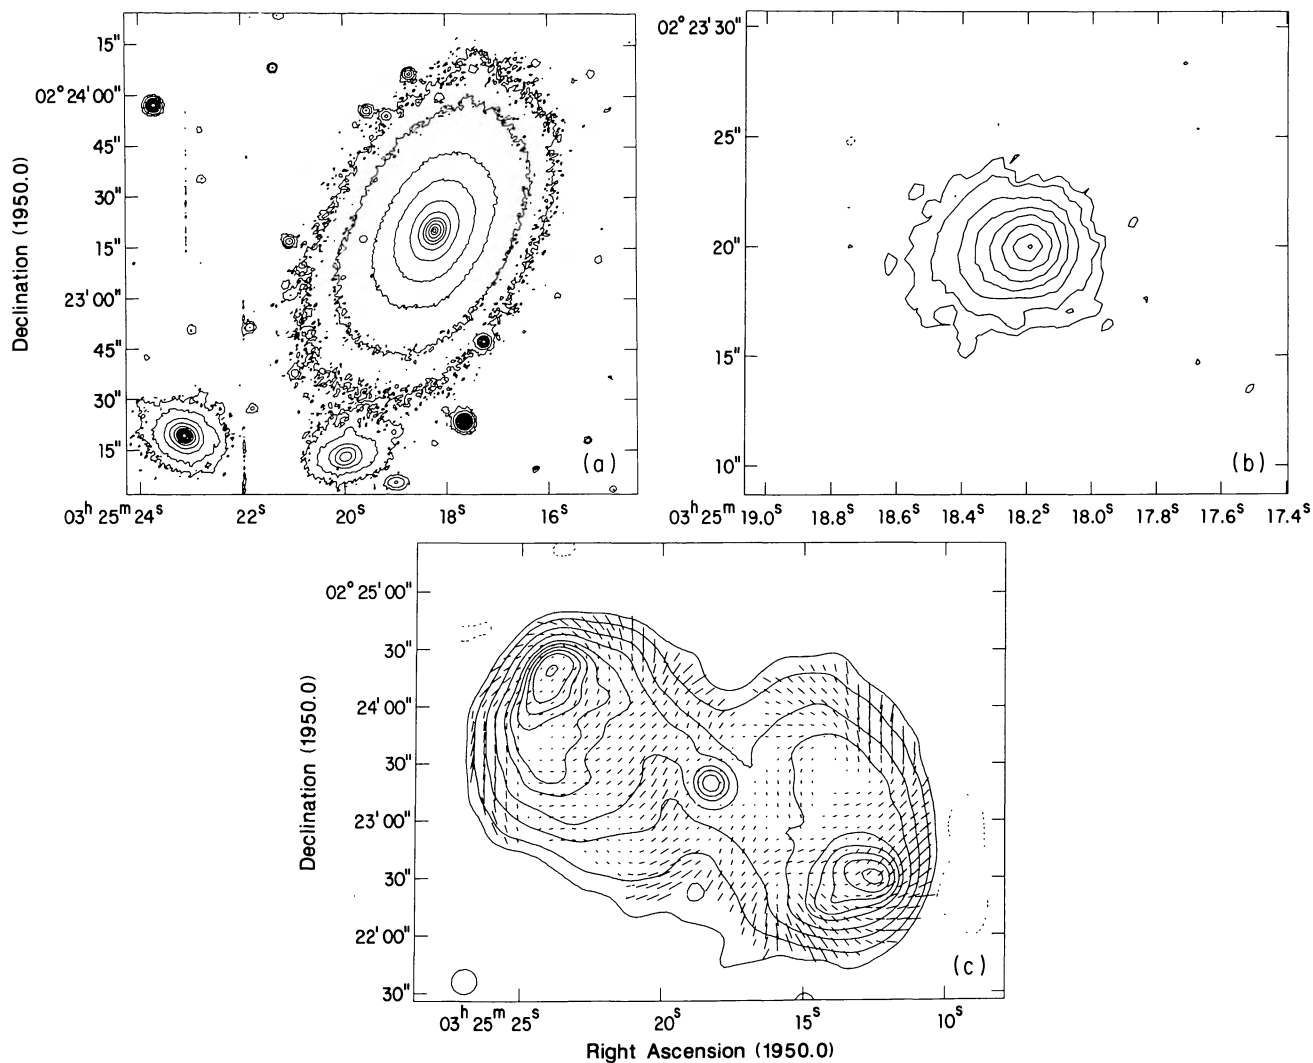 15"
02° 24' 00"
45"
30"
15"
23' 00"
45"
30"
15"
Declination (1950.0)
(a)
03ʰ 25ᵐ 24ˢ 22ˢ 20ˢ 18ˢ 16ˢ
02° 23' 30"
25"
20"
15"
10"
(b)
03ʰ 25ᵐ 19.0ˢ 18.8ˢ 18.6ˢ 18.4ˢ 18.2ˢ 18.0ˢ 17.8ˢ 17.6ˢ 17.4ˢ
02° 25' 00"
30"
24' 00"
30"
23' 00"
30"
22' 00"
30"
Declination (1950.0)
(c)
03ʰ 25ᵐ 25ˢ 20ˢ 15ˢ 10ˢ
Right Ascension (1950.0)